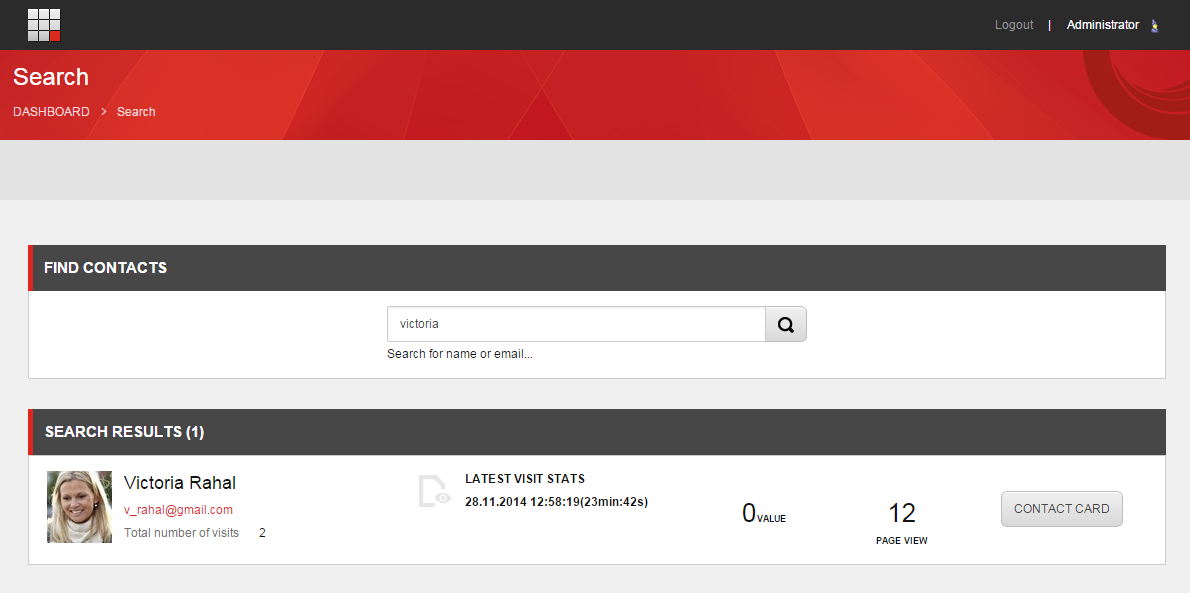 Logout | Administrator
Search
DASHBOARD > Search
FIND CONTACTS
victoria
Search for name or email...
SEARCH RESULTS (1)
Victoria Rahal
v_rahal@gmail.com
Total number of visits 2
LATEST VISIT STATS
28.11.2014 12:58:19(23min:42s)
0 VALUE
12
PAGE VIEW
CONTACT CARD